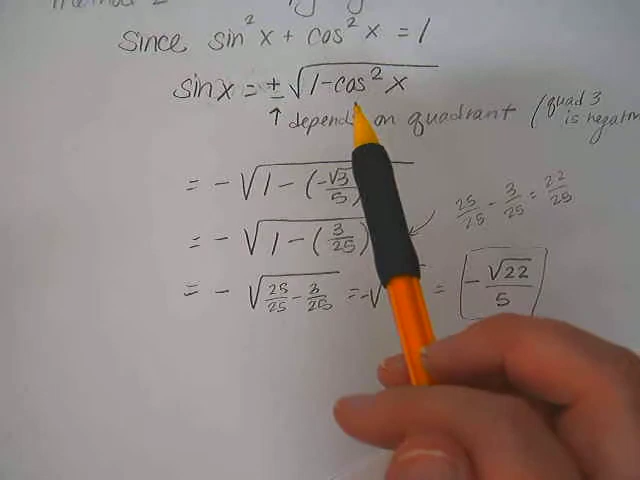 Since sin²x + cos²x = 1
sinx = ± √1-cos²x
↑ depends on quadrant (quad 3
is negative
= - √1 - (-√3/5)
25/25 - 3/25 = 22/25
= - √1 - (3/25)
= - √25/25 - 3/25 = -√ = -√22/5